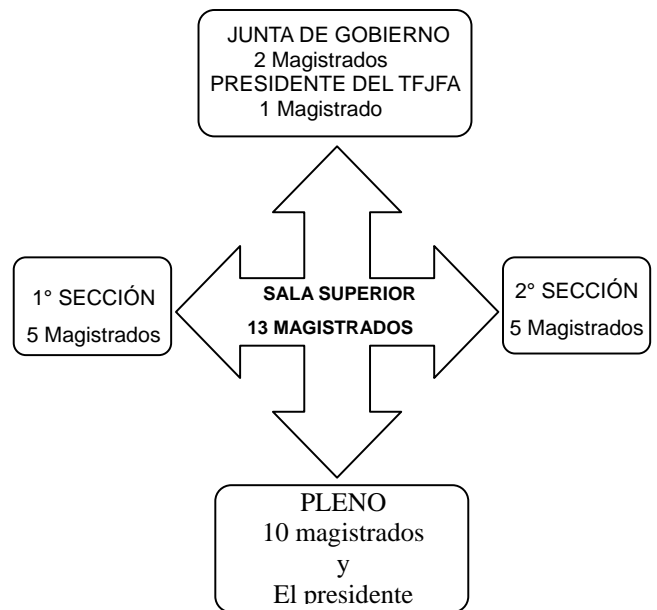 JUNTA DE GOBIERNO
2 Magistrados
PRESIDENTE DEL TFJFA
1 Magistrado
1° SECCIÓN
5 Magistrados
SALA SUPERIOR
13 MAGISTRADOS
2° SECCIÓN
5 Magistrados
PLENO
10 magistrados
y
El presidente